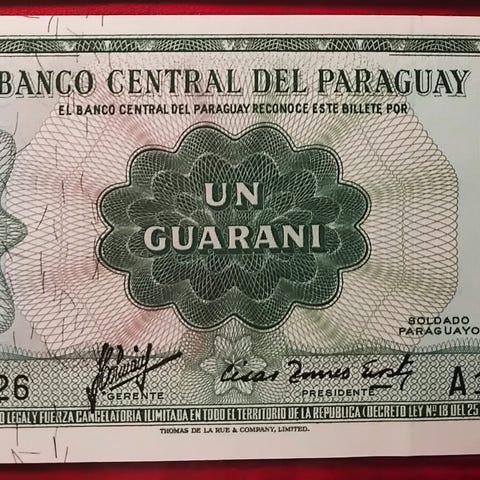 BANCO CENTRAL DEL PARAGUAY
EL BANCO CENTRAL DEL PARAGUAY RECONOCE ESTE BILLETE POR
UN
GUARANI
SOLDADO
PARAGUAYO
26
A
GERENTE
PRESIDENTE
LEGAL Y FUERZA CANCELATORIA ILIMITADA EN TODO EL TERRITORIO DE LA REPUBLICA (DECRETO LEY Nº 18 DEL 25
THOMAS DE LA RUE & COMPANY, LIMITED.